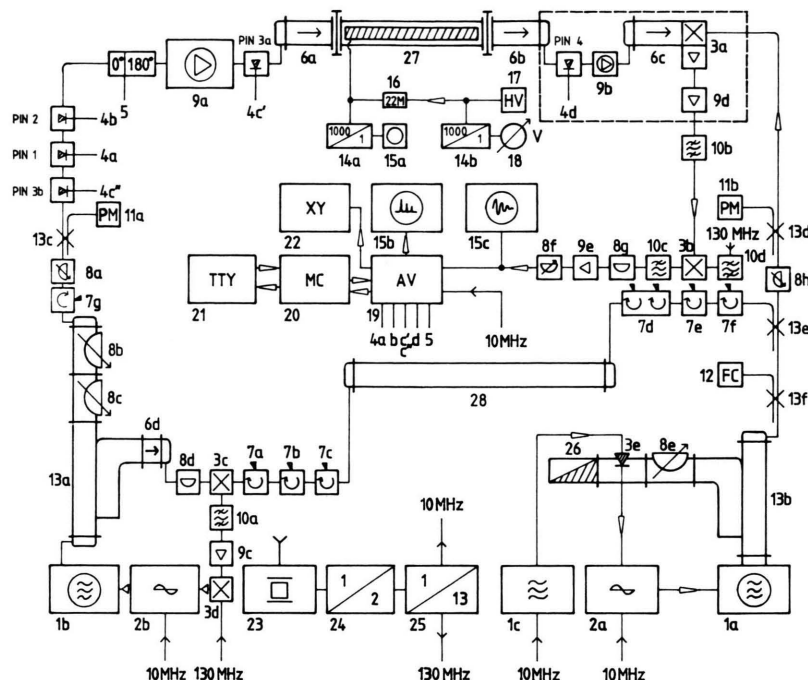 PIN 3a
PIN 4
0° 180°
5
9a
4c'
6a
27
6b
4d
9b
6c
3a
9d
PIN 2
4b
PIN 1
4a
PIN 3b
4c"
16
22M
17
HV
1000
1
14a
15a
1000
1
14b
18
V
10b
11b
PM
13d
130 MHz
13c
PM
11a
XY
22
15b
15c
8f
9e
8g
10c
3b
10d
8h
8a
7g
TTY
21
MC
20
AV
19
4a
b
c'
c"
d
5
10MHz
7d
7e
7f
13e
8b
8c
28
12
FC
13f
6d
13a
8d
3c
7a
7b
7c
26
3e
8e
13b
10a
10MHz
9c
1b
2b
3d
23
1
2
24
1
13
25
1c
2a
1a
10MHz
130MHz
130 MHz
10MHz
10MHz